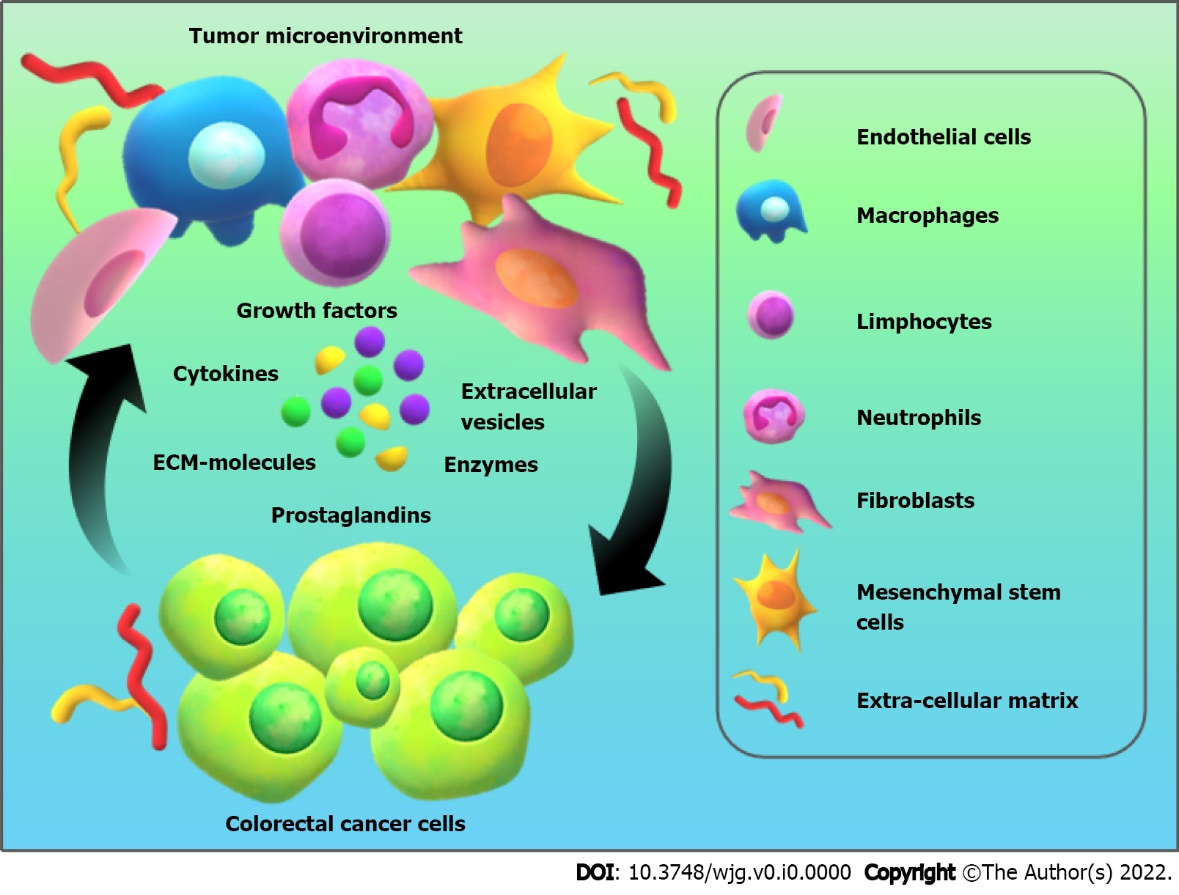 Tumor microenvironment
Growth factors
Cytokines
Extracellular
vesicles
ECM-molecules
Enzymes
Prostaglandins
Colorectal cancer cells
Endothelial cells
Macrophages
Limphocytes
Neutrophils
Fibroblasts
Mesenchymal stem
cells
Extra-cellular matrix
DOI: 10.3748/wjg.v0.i0.0000 Copyright ©The Author(s) 2022.